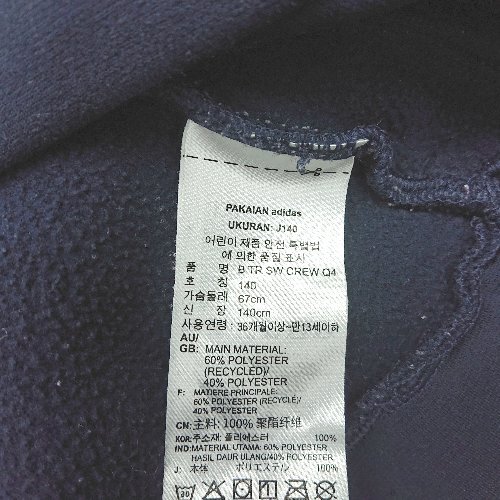 PAKAIAN adidas
UKURAN: J140
어린이 제품 안전 특별법
에 의한 품질 표시
품 명 B TR SW CREW Q4
호 칭 140
가슴둘레 67cm
신 장 140cm
사용연령: 36개월이상~만13세이하
AU/
GB: MAIN MATERIAL:
60% POLYESTER
(RECYCLED)/
40% POLYESTER
F: MATIERE PRINCIPALE:
60% POLYESTER (RECYCLE)/
40% POLYESTER
CN: 主料: 100% 聚酯纤维
KOR: 주소재: 폴리에스터 100%
IND: MATERIAL UTAMA: 60% POLYESTER
HASIL DAUR ULANG/40% POLYESTER
J: 本体 ポリエステル 100%
30